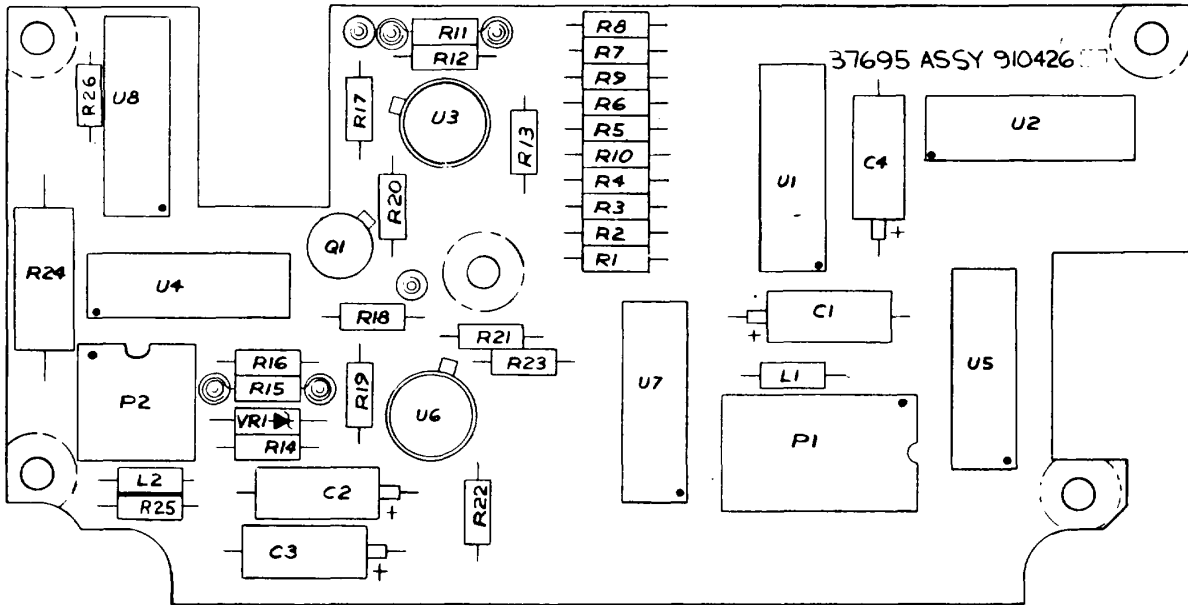 R11
R12
R8
R7
R9
R6
R5
R10
R4
R3
R2
R1
37695 ASSY 910426
R26
U8
R17
U3
R13
U1
C4
U2
R20
Q1
R24
U4
R18
C1
R21
R23
R16
R15
R19
L1
U5
U7
P2
VR1
R14
U6
P1
L2
R25
C2
+
R22
C3
+
+
+